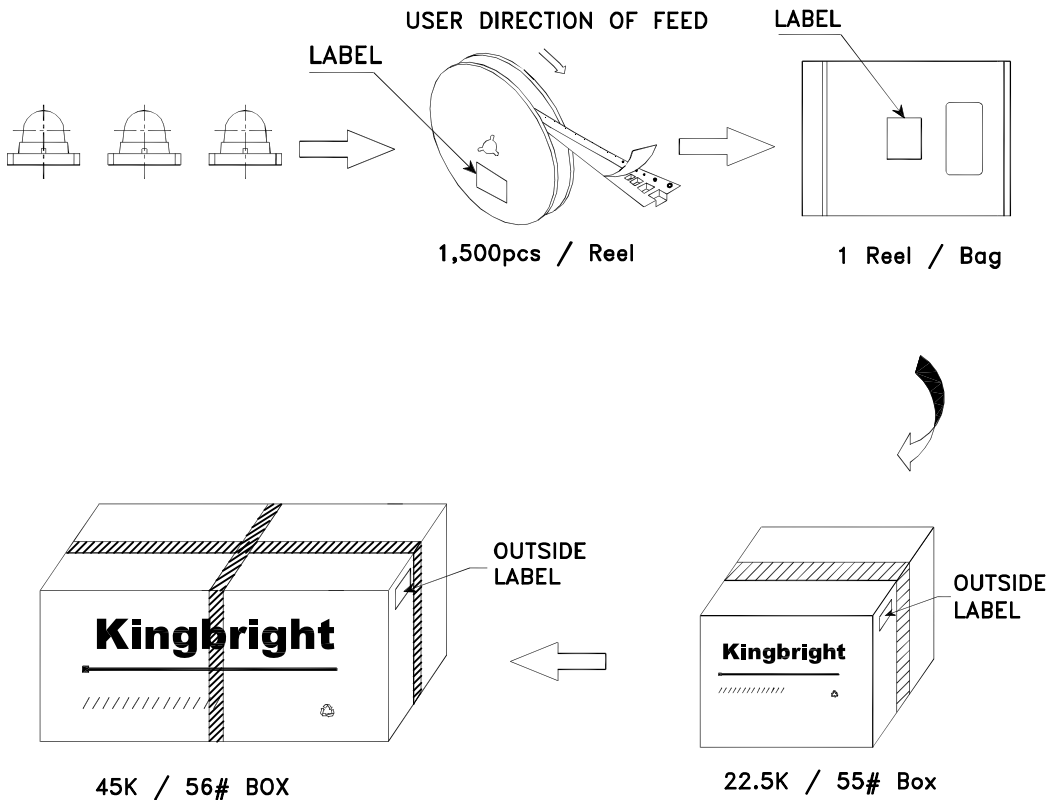 USER DIRECTION OF FEED
LABEL
LABEL
1,500pcs / Reel
1 Reel / Bag
OUTSIDE
LABEL
OUTSIDE
LABEL
Kingbright
Kingbright
45K / 56# BOX
22.5K / 55# Box